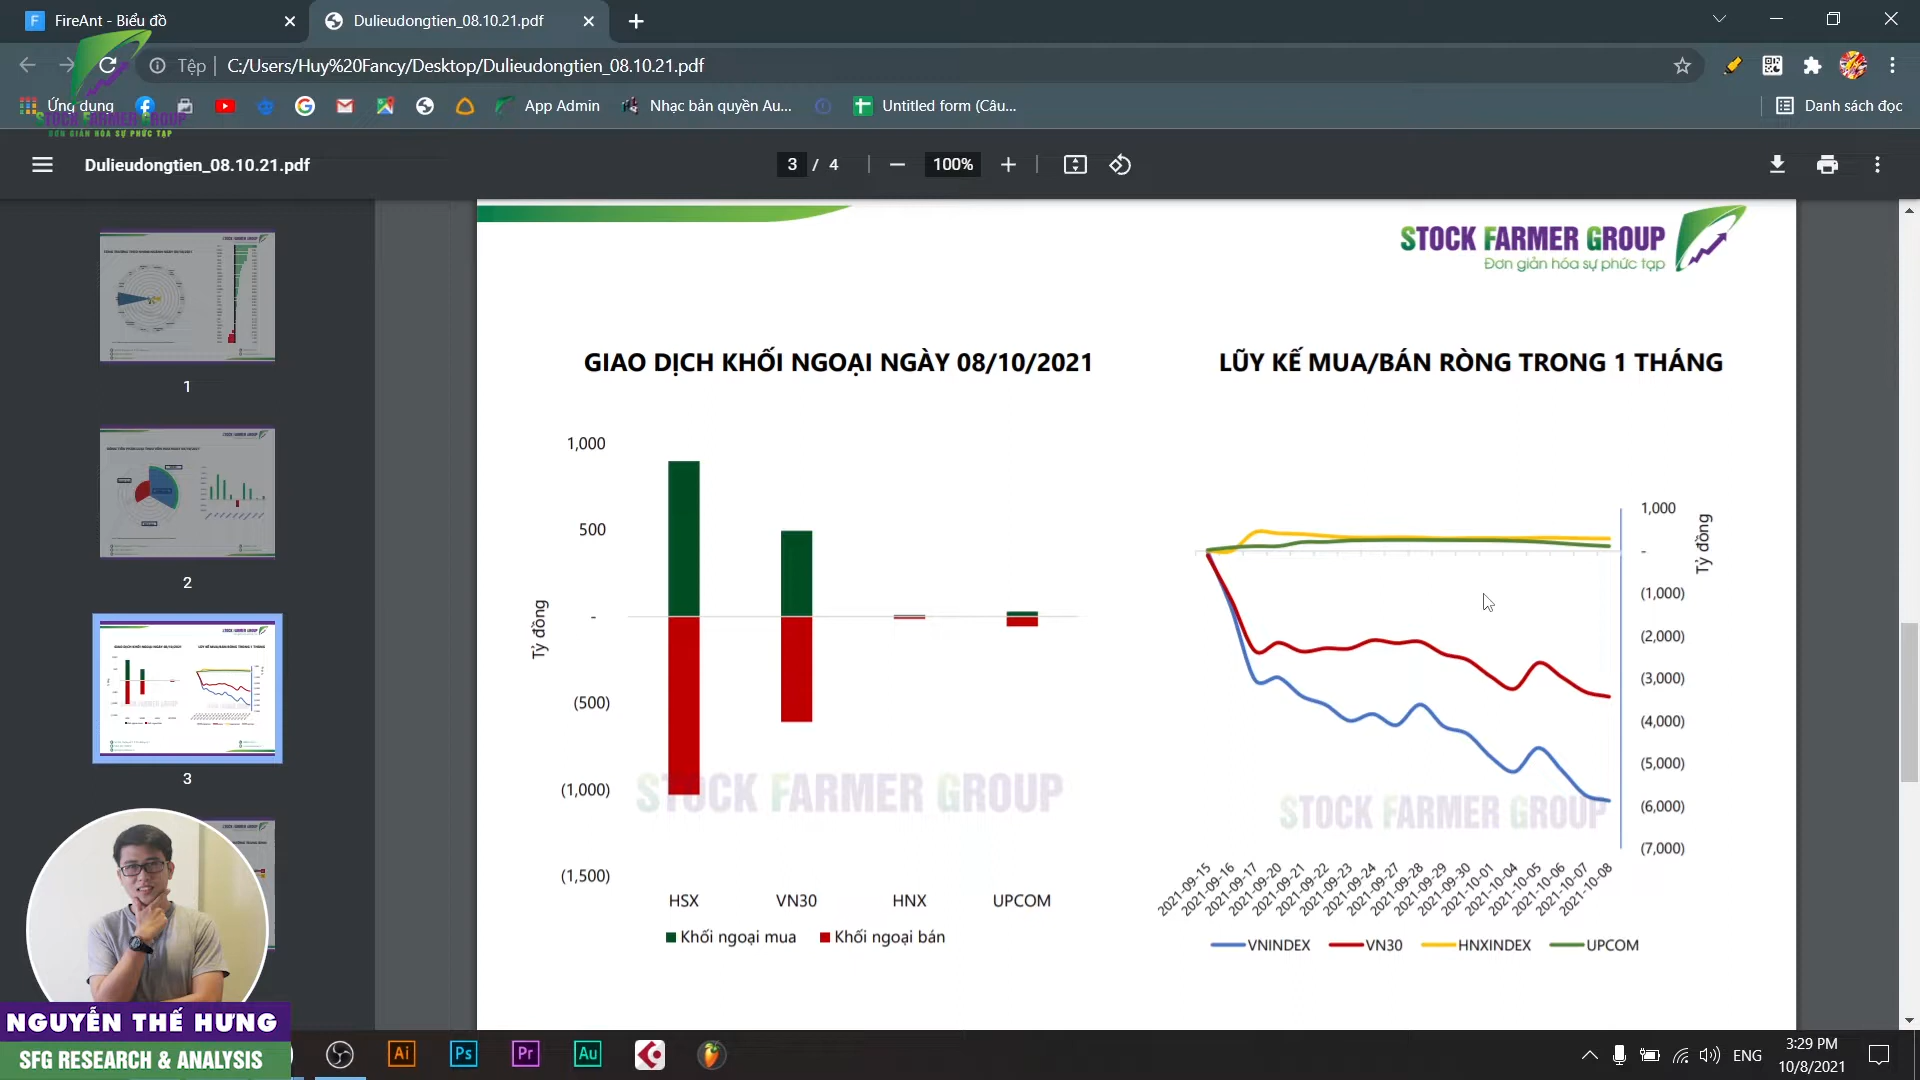 FireAnt - Biểu đồ
Dulieudongtien_08.10.21.pdf
Tệp
C:/Users/Huy%20Fancy/Desktop/Dulieudongtien_08.10.21.pdf
Ứng dụng
App Admin
Nhạc bản quyền Au...
Untitled form (Câu...
Danh sách đọc
STOCK FARMER GROUP
ĐƠN GIẢN HÓA SỰ PHỨC TẠP
Dulieudongtien_08.10.21.pdf
3 / 4
100%
STOCK FARMER GROUP
Đơn giản hóa sự phức tạp
1
2
3
GIAO DỊCH KHỐI NGOẠI NGÀY 08/10/2021
Tỷ đồng
1,000
500
-
(500)
(1,000)
(1,500)
STOCK FARMER GROUP
HSX
VN30
HNX
UPCOM
Khối ngoại mua
Khối ngoại bán
LŨY KẾ MUA/BÁN RÒNG TRONG 1 THÁNG
1,000
-
(1,000)
(2,000)
(3,000)
(4,000)
(5,000)
(6,000)
(7,000)
Tỷ đồng
STOCK FARMER GROUP
2021-09-15
2021-09-16
2021-09-17
2021-09-20
2021-09-21
2021-09-22
2021-09-23
2021-09-24
2021-09-27
2021-09-28
2021-09-29
2021-09-30
2021-10-01
2021-10-04
2021-10-05
2021-10-06
2021-10-07
2021-10-08
VNINDEX
VN30
HNXINDEX
UPCOM
NGUYỄN THẾ HƯNG
SFG RESEARCH & ANALYSIS
Ai
Ps
Pr
Au
ENG
3:29 PM
10/8/2021